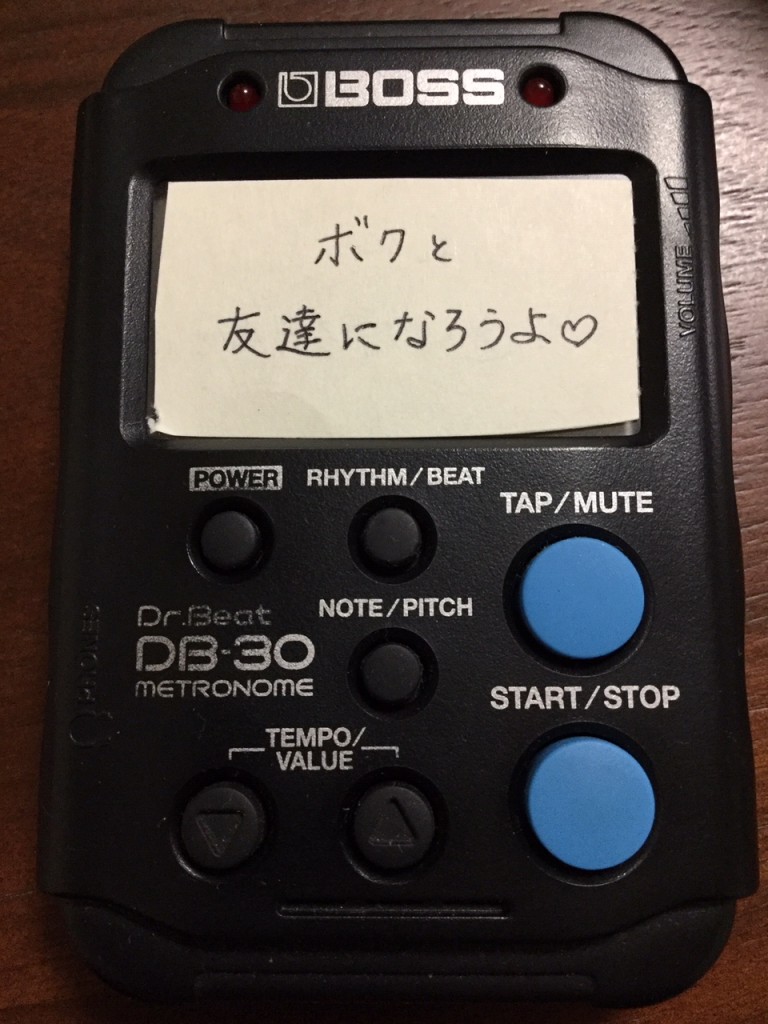 BOSS
VOLUME
ボクと
友達になろうよ♡
POWER
RHYTHM/BEAT
TAP/MUTE
Dr.Beat
DB-30
METRONOME
NOTE/PITCH
PHONES
START/STOP
TEMPO/
VALUE